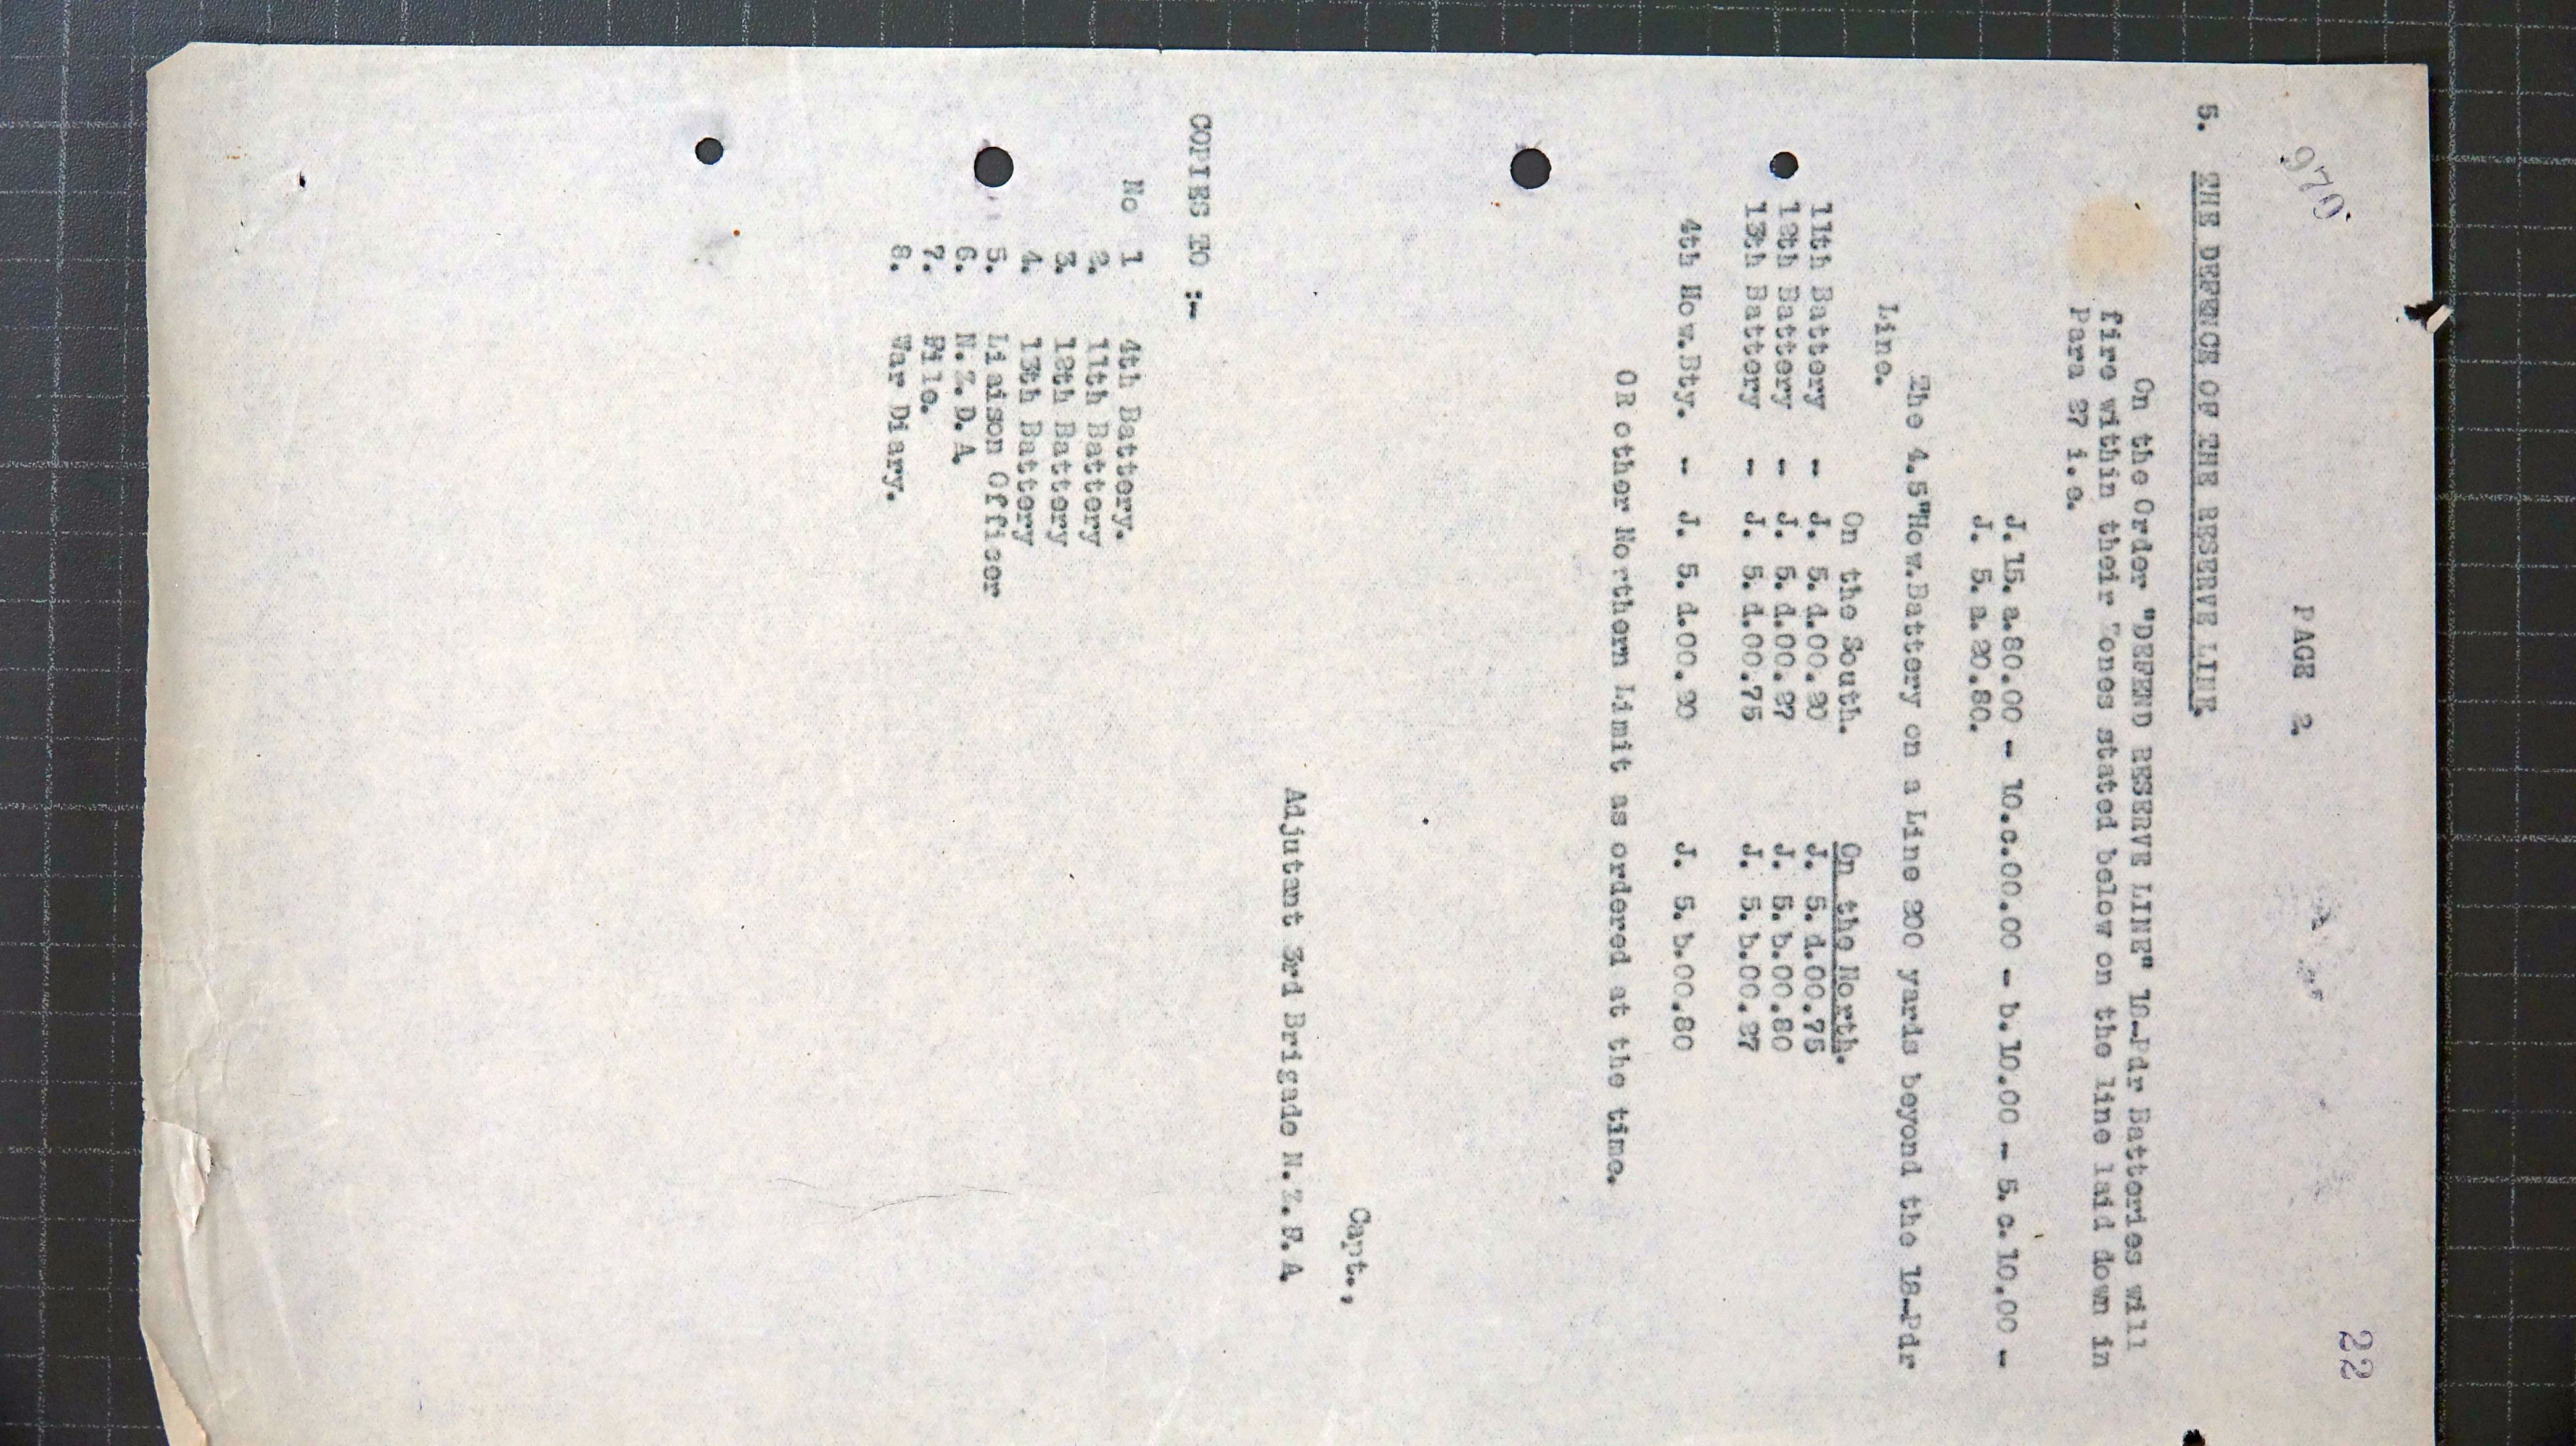 970
22
PAGE 2.
5. THE DEFENCE OF THE RESERVE LINE.
On the Order "DEFEND RESERVE LINE" 18-Pdr Batteries will
fire within their Zones stated below on the line laid down in
Para 27 i.e.
J. 15. a.80.00 - 10.c.00.00 - b.10.00 - 5.c.10.00 -
J. 5.a.20.80.
The 4.5"How.Battery on a Line 200 yards beyond the 18-Pdr
Line.
On the South. On the North.
11th Battery - J. 5.d.00.20 J. 5.d.00.75
12th Battery - J. 5.d.00.27 J. 5.b.00.80
13th Battery - J. 5.d.00.75 J. 5.b.00.27
4th How.Bty. - J. 5.d.00.20 J. 5.b.00.80
OR other Northern Limit as ordered at the time.
Capt.,
Adjutant 3rd Brigade N.Z.F.A
COPIES TO :-
No 1 4th Battery.
2. 11th Battery
3. 12th Battery
4. 13th Battery
5. Liaison Officer
6. N.Z.D.A
7. File.
8. War Diary.